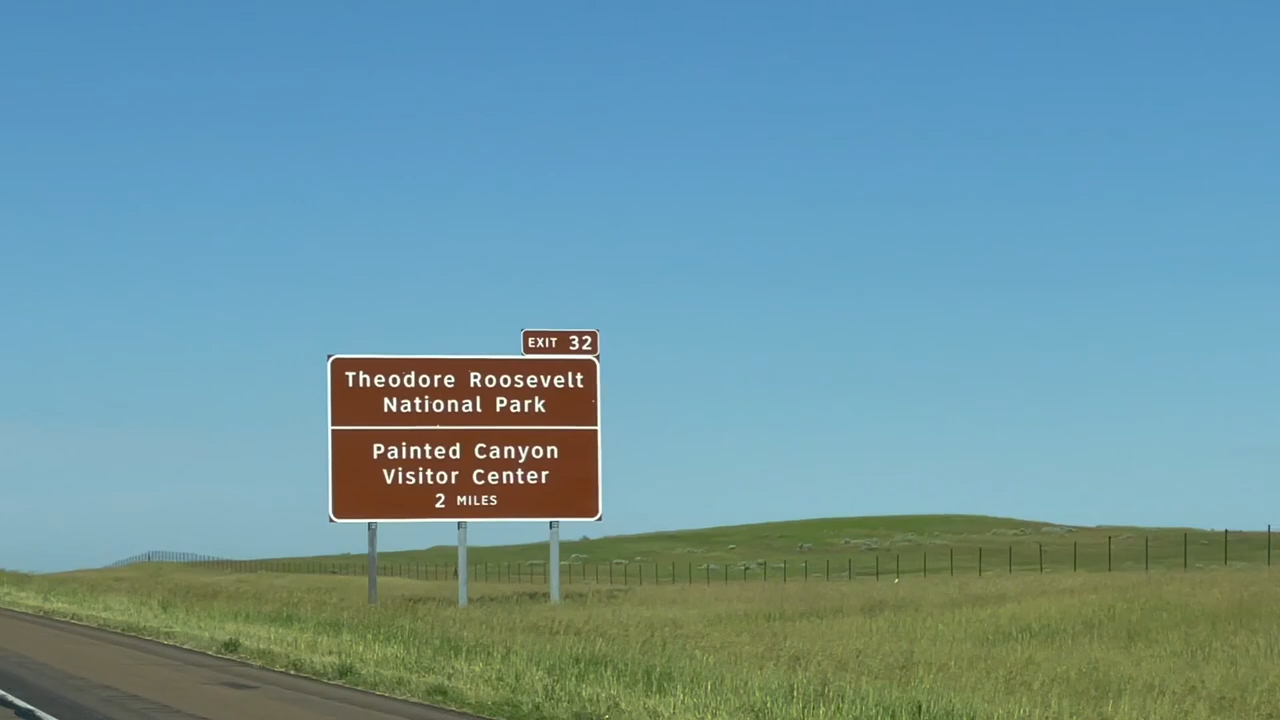 EXIT 32
Theodore Roosevelt
National Park
Painted Canyon
Visitor Center
2 MILES